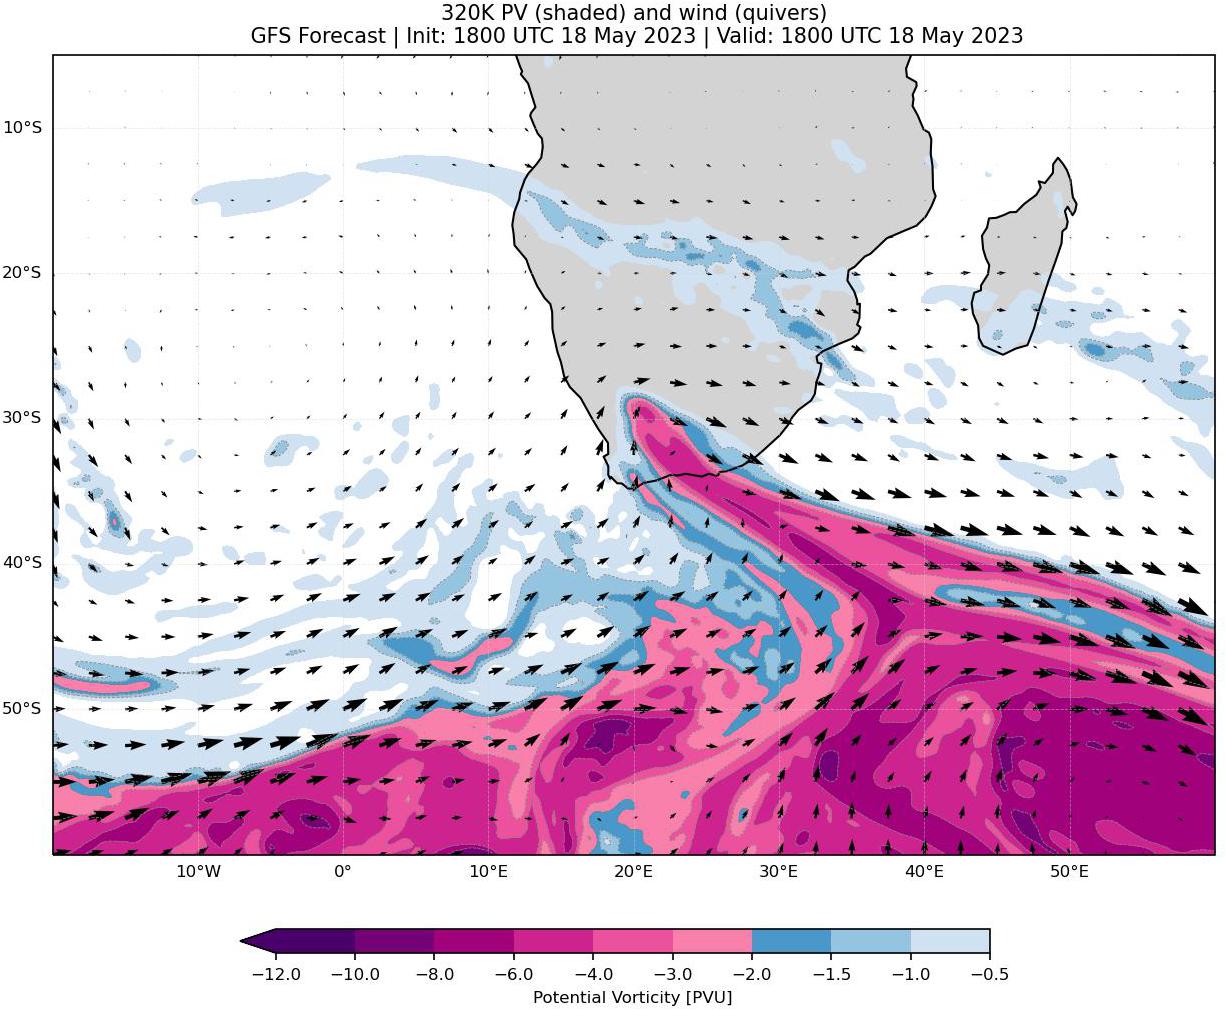 320K PV (shaded) and wind (quivers)
GFS Forecast | Init: 1800 UTC 18 May 2023 | Valid: 1800 UTC 18 May 2023
10°S
20°S
30°S
40°S
50°S
10°W 0° 10°E 20°E 30°E 40°E 50°E
−12.0 −10.0 −8.0 −6.0 −4.0 −3.0 −2.0 −1.5 −1.0 −0.5
Potential Vorticity [PVU]